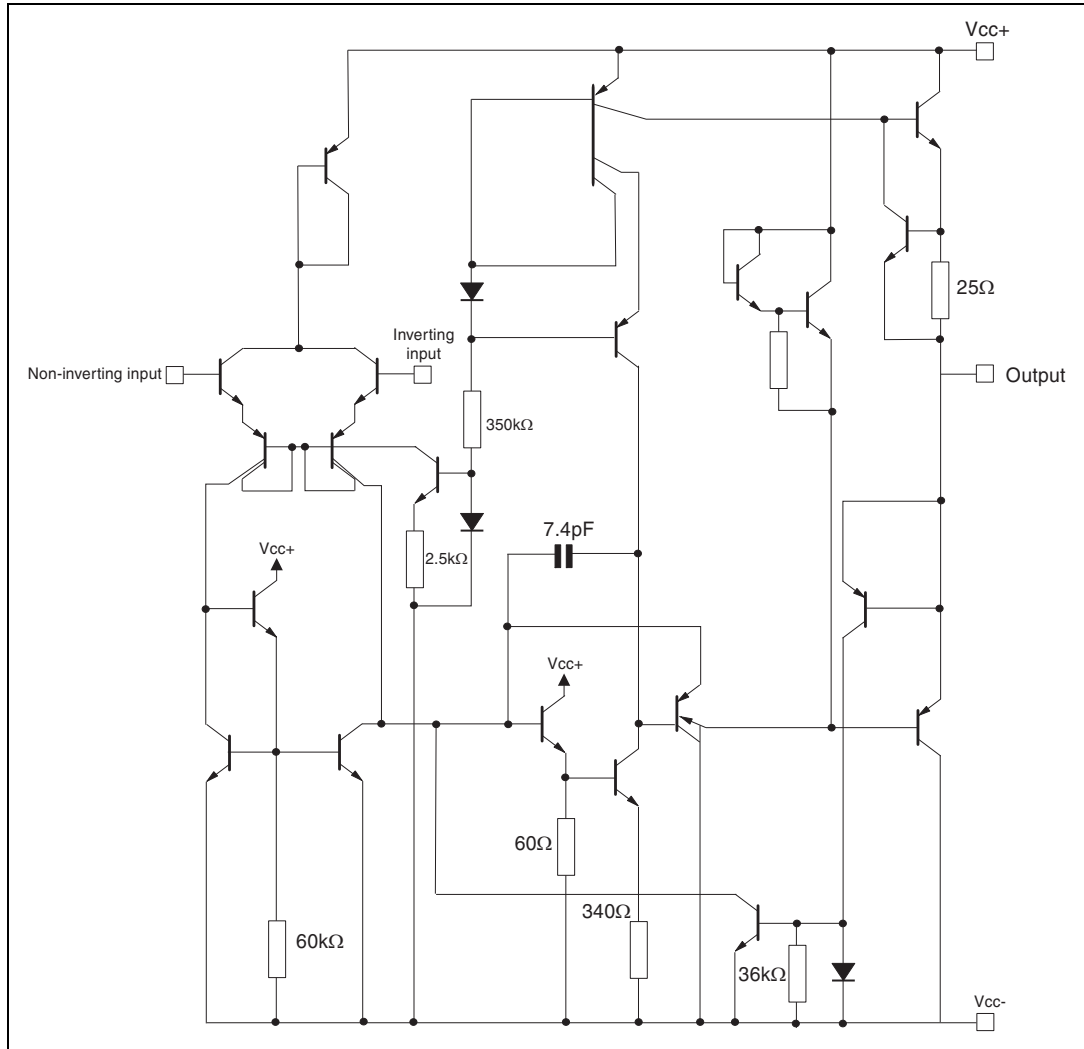 Vcc+
25Ω
Inverting
input
Non-inverting input
Output
350kΩ
7.4pF
2.5kΩ
Vcc+
Vcc+
60Ω
340Ω
60kΩ
36kΩ
Vcc-